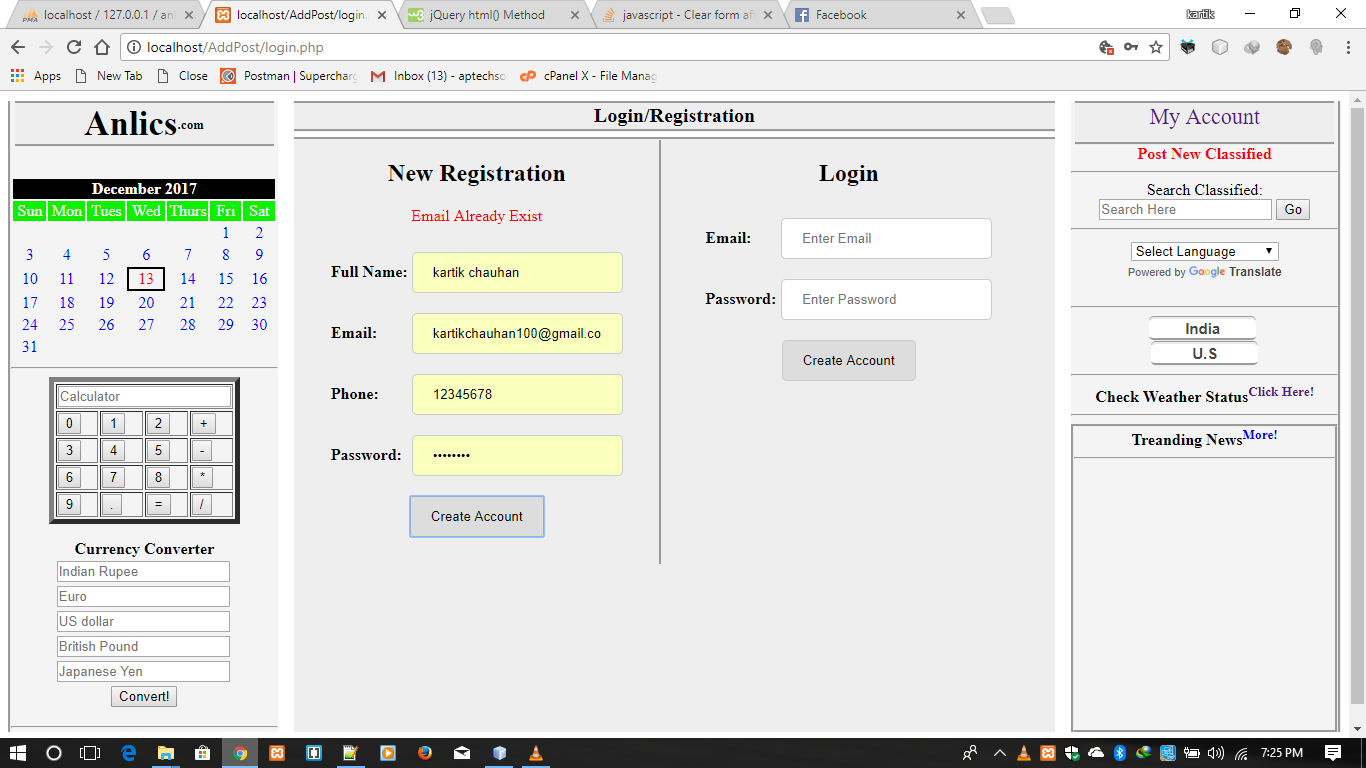 localhost / 127.0.0.1 / anl
localhost/AddPost/login.
jQuery html() Method
javascript - Clear form aft
Facebook
kartik
localhost/AddPost/login.php
Apps
New Tab
Close
Postman | Supercharg
Inbox (13) - aptechso
cPanel X - File Manag
Anlics.com
December 2017
Sun Mon Tues Wed Thurs Fri Sat
1 2
3 4 5 6 7 8 9
10 11 12 13 14 15 16
17 18 19 20 21 22 23
24 25 26 27 28 29 30
31
Calculator
0 1 2 +
3 4 5 -
6 7 8 *
9 . = /
Currency Converter
Indian Rupee
Euro
US dollar
British Pound
Japanese Yen
Convert!
Login/Registration
New Registration
Email Already Exist
Full Name: kartik chauhan
Email: kartikchauhan100@gmail.co
Phone: 12345678
Password: ••••••••
Create Account
Login
Email: Enter Email
Password: Enter Password
Create Account
My Account
Post New Classified
Search Classified:
Search Here Go
Select Language
Powered by Google Translate
India
U.S
Check Weather Status Click Here!
Treanding News More!
7:25 PM